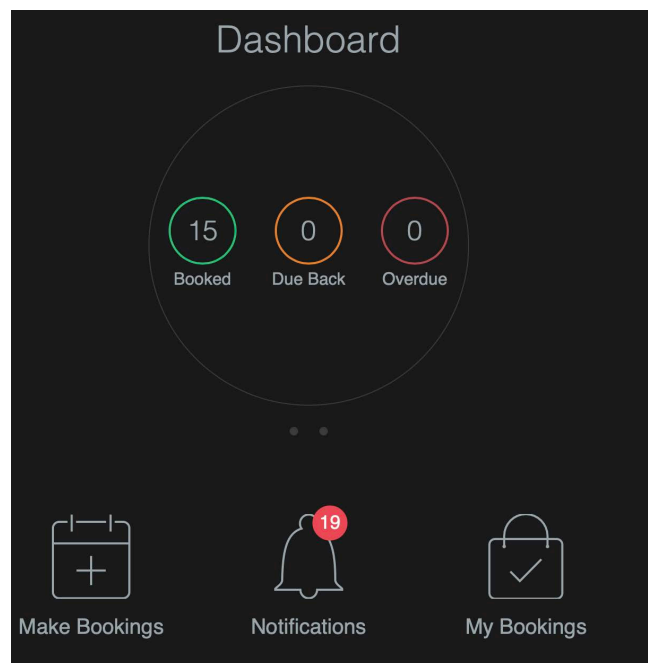 Dashboard
15 0 0
Booked Due Back Overdue
19
Make Bookings Notifications My Bookings